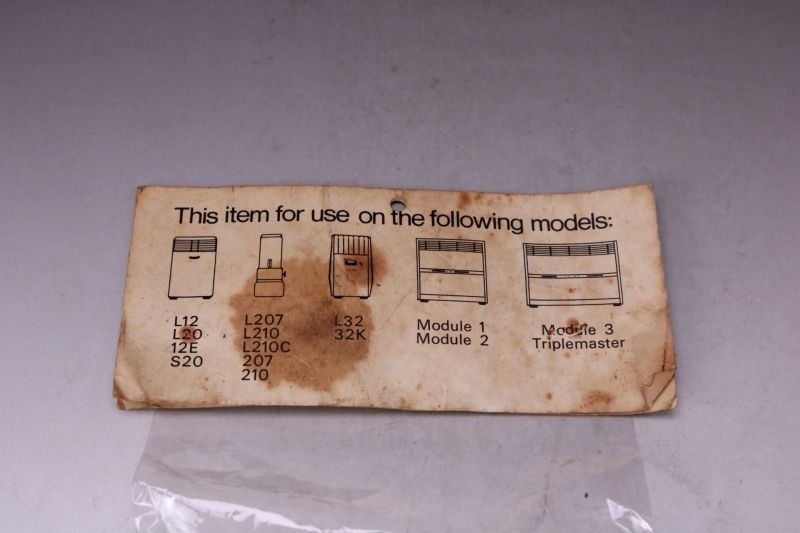 This item for use on the following models:
L12
L20
12E
S20
L207
L210
L210C
207
210
L32
32K
Module 1
Module 2
Module 3
Triplemaster